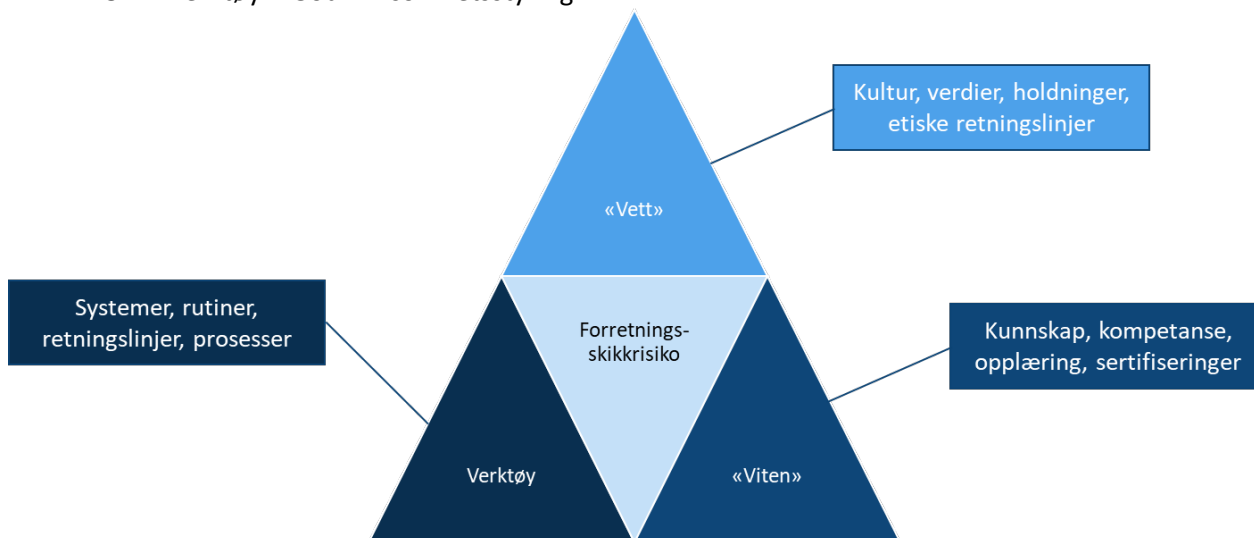 Kultur, verdier, holdninger,
etiske retningslinjer
«Vett»
Systemer, rutiner,
retningslinjer, prosesser
Forretnings-
skikkrisiko
Kunnskap, kompetanse,
opplæring, sertifiseringer
Verktøy
«Viten»